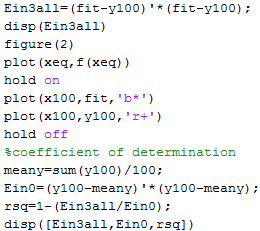 Ein3all=(fit-y100)'*(fit-y100);
disp(Ein3all)
figure(2)
plot(xeq,f(xeq))
hold on
plot(x100,fit,'b*')
plot(x100,y100,'r+')
hold off
%coefficient of determination
meany=sum(y100)/100;
Ein0=(y100-meany)'*(y100-meany);
rsq=1-(Ein3all/Ein0);
disp([Ein3all,Ein0,rsq])